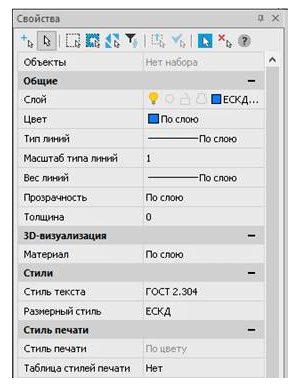 Свойства
Объекты Нет набора
Общие
Слой ЕСКД...
Цвет По слою
Тип линий По слою
Масштаб типа линий 1
Вес линий По слою
Прозрачность По слою
Толщина 0
3D-визуализация
Материал По слою
Стили
Стиль текста ГОСТ 2.304
Размерный стиль ЕСКД
Стиль печати
Стиль печати По цвету
Таблица стилей печати Нет